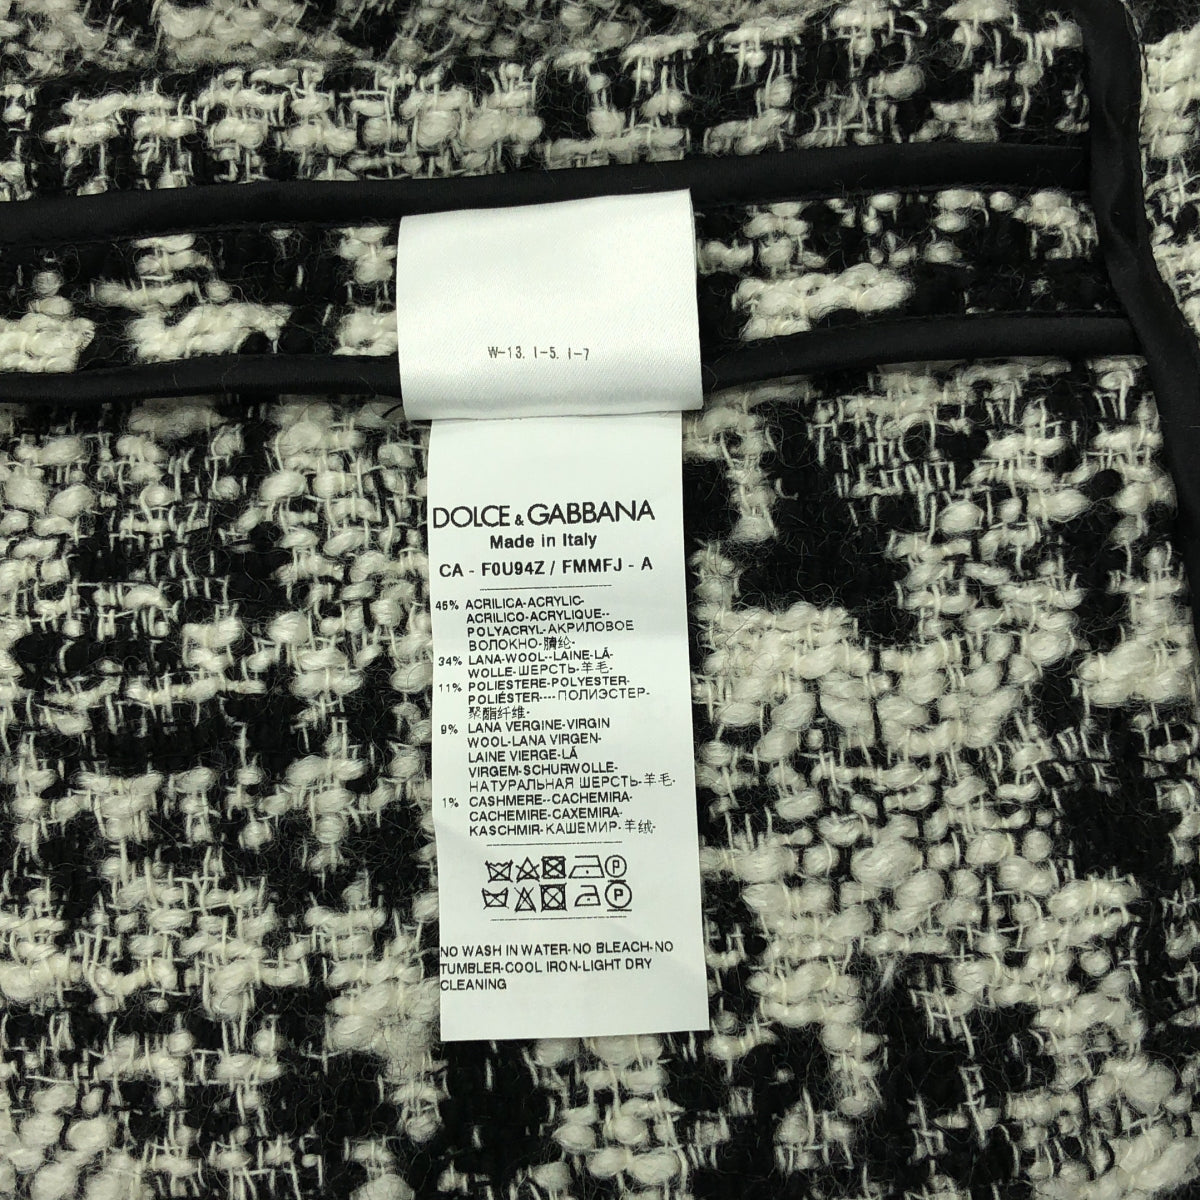 W-13. I-5. I-7
DOLCE & GABBANA
Made in Italy
CA - F0U94Z / FMMFJ - A
45% ACRILICA-ACRYLIC-
ACRILICO-ACRYLIQUE--
POLYACRYL-АКРИЛОВОЕ
ВОЛОКНО-腈纶-
34% LANA-WOOL--LAINE-LÃ-
WOLLE-ШЕРСТЬ-羊毛-
11% POLIESTERE-POLYESTER-
POLIÉSTER----ПОЛИЭСТЕР-
聚酯纤维-
9% LANA VERGINE-VIRGIN
WOOL-LANA VIRGEN-
LAINE VIERGE-LÃ
VIRGEM-SCHURWOLLE-
НАТУРАЛЬНАЯ ШЕРСТЬ-羊毛-
1% CASHMERE--CACHEMIRA-
CACHEMIRE-CAXEMIRA-
KASCHMIR-КАШЕМИР-羊绒-
P
P
NO WASH IN WATER-NO BLEACH-NO
TUMBLER-COOL IRON-LIGHT DRY
CLEANING